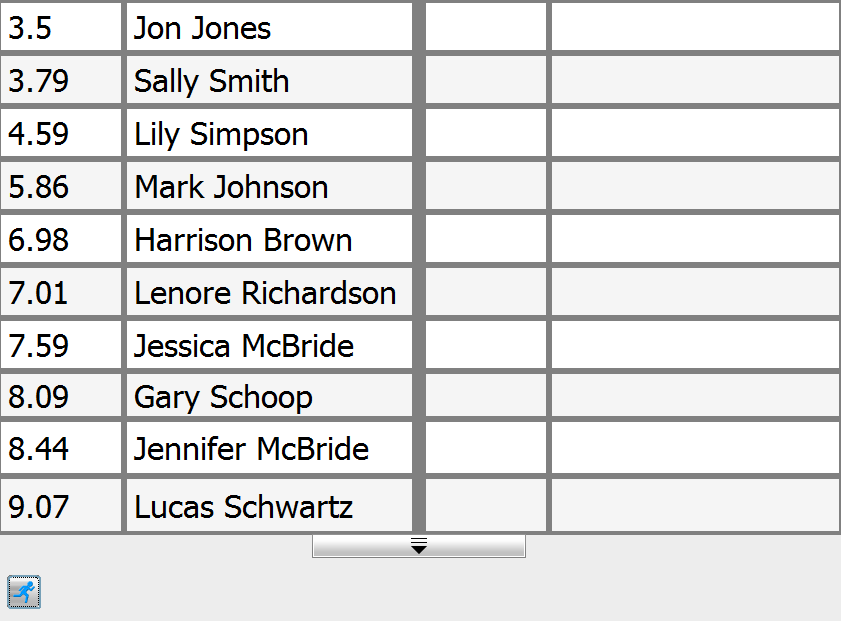 3.5 Jon Jones
3.79 Sally Smith
4.59 Lily Simpson
5.86 Mark Johnson
6.98 Harrison Brown
7.01 Lenore Richardson
7.59 Jessica McBride
8.09 Gary Schoop
8.44 Jennifer McBride
9.07 Lucas Schwartz